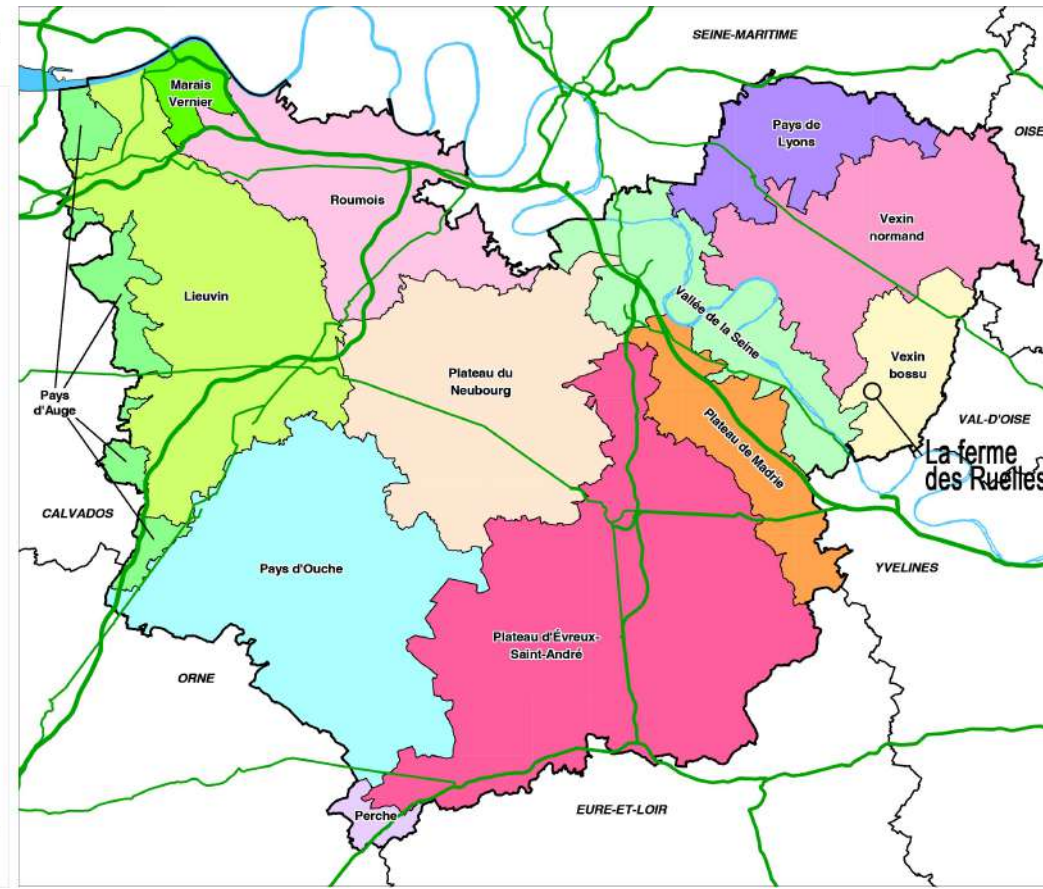 SEINE-MARITIME
Marais
Vernier
Pays de
Lyons
OISE
Roumois
Vexin
normand
Lieuvin
Vallée de la Seine
Vexin
bossu
Plateau du
Neubourg
Pays
d'Auge
VAL-D'OISE
Plateau de Madrie
La ferme
des Ruelles
CALVADOS
Pays d'Ouche
YVELINES
Plateau d'Évreux-
Saint-André
ORNE
EURE-ET-LOIR
Perche